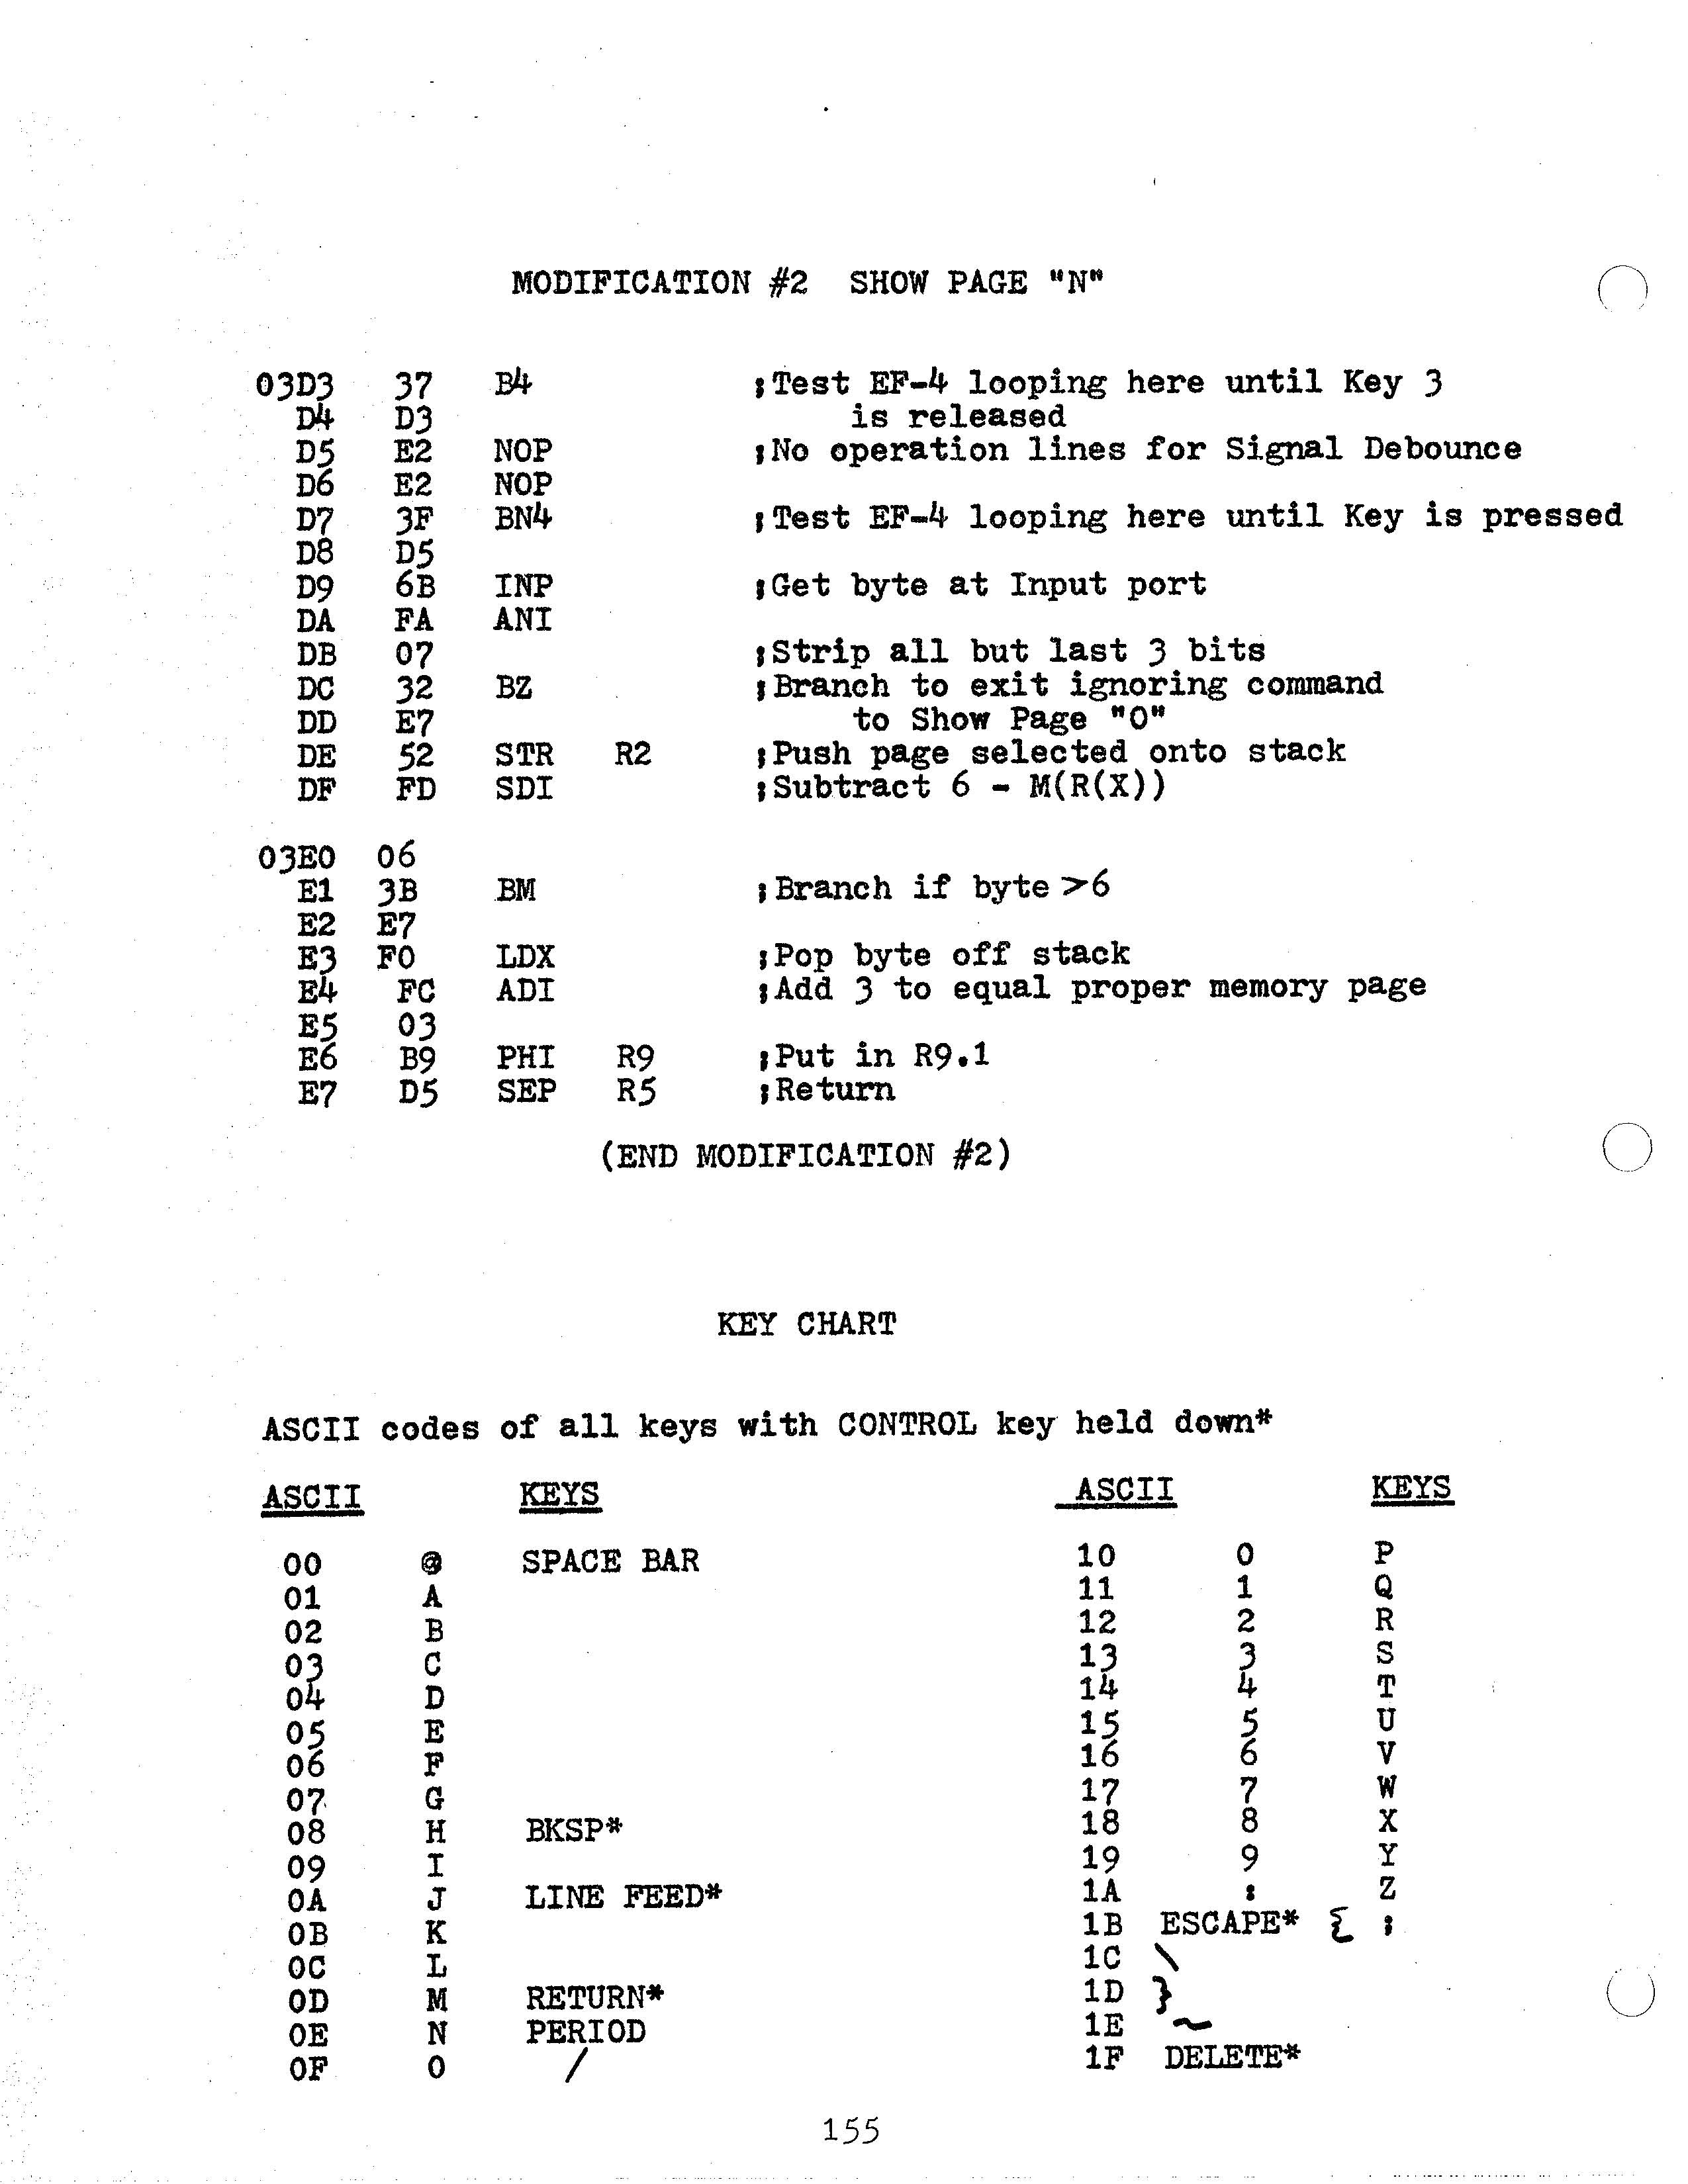 MODIFICATION #2 SHOW PAGE "N"
03D3 37 B4 ;Test EF-4 looping here until Key 3
D4 D3 is released
D5 E2 NOP ;No operation lines for Signal Debounce
D6 E2 NOP
D7 3F BN4 ;Test EF-4 looping here until Key is pressed
D8 D5
D9 6B INP ;Get byte at Input port
DA FA ANI
DB 07 ;Strip all but last 3 bits
DC 32 BZ ;Branch to exit ignoring command
DD E7 to Show Page "0"
DE 52 STR R2 ;Push page selected onto stack
DF FD SDI ;Subtract 6 - M(R(X))
03E0 06
E1 3B BM ;Branch if byte >6
E2 E7
E3 F0 LDX ;Pop byte off stack
E4 FC ADI ;Add 3 to equal proper memory page
E5 03
E6 B9 PHI R9 ;Put in R9.1
E7 D5 SEP R5 ;Return
(END MODIFICATION #2)
KEY CHART
ASCII codes of all keys with CONTROL key held down*
ASCII KEYS ASCII KEYS
00 @ SPACE BAR 10 0 P
01 A 11 1 Q
02 B 12 2 R
03 C 13 3 S
04 D 14 4 T
05 E 15 5 U
06 F 16 6 V
07 G 17 7 W
08 H BKSP* 18 8 X
09 I 19 9 Y
0A J LINE FEED* 1A : Z
0B K 1B ESCAPE* { ;
0C L 1C \
0D M RETURN* 1D }
0E N PERIOD 1E ~
0F O / 1F DELETE*
155